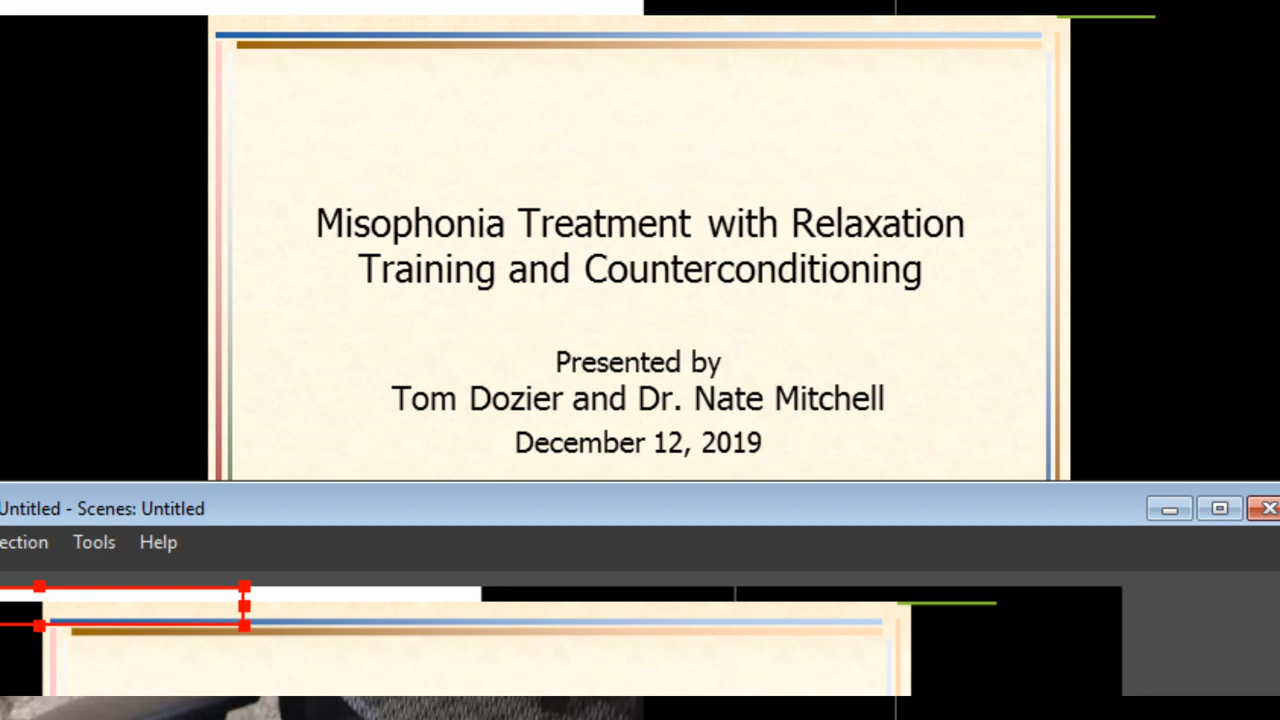 Misophonia Treatment with Relaxation
Training and Counterconditioning
Presented by
Tom Dozier and Dr. Nate Mitchell
December 12, 2019
Untitled - Scenes: Untitled
ection Tools Help